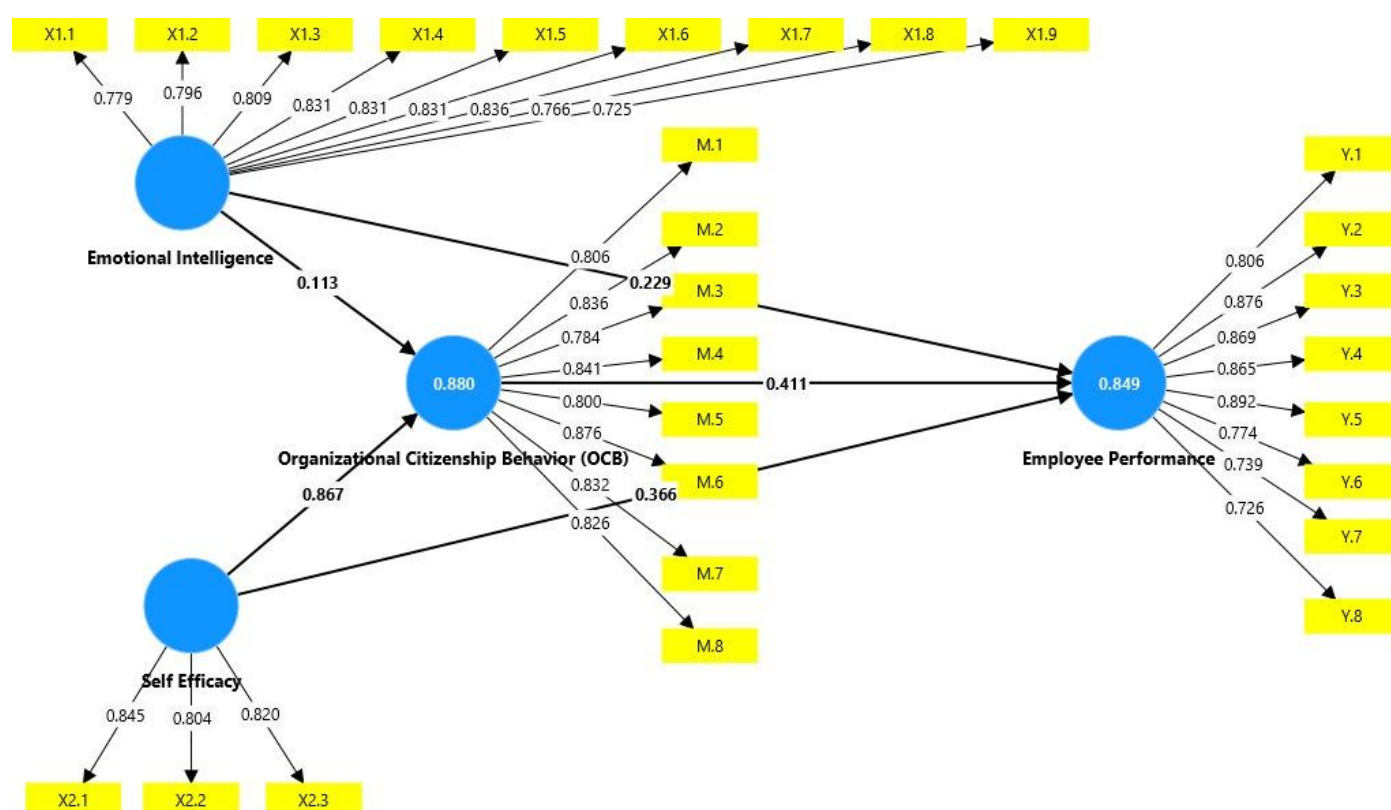 X1.1 X1.2 X1.3 X1.4 X1.5 X1.6 X1.7 X1.8 X1.9
0.779 0.796 0.809 0.831 0.831 0.831 0.836 0.766 0.725
Emotional Intelligence
0.113
0.229
M.1
M.2
M.3
M.4
M.5
M.6
M.7
M.8
0.806
0.836
0.784
0.841
0.800
0.876
0.832
0.826
0.880
Organizational Citizenship Behavior (OCB)
0.411
0.867
0.366
Y.1
Y.2
Y.3
Y.4
Y.5
Y.6
Y.7
Y.8
0.806
0.876
0.869
0.865
0.892
0.774
0.739
0.726
0.849
Employee Performance
Self Efficacy
0.845 0.804 0.820
X2.1 X2.2 X2.3